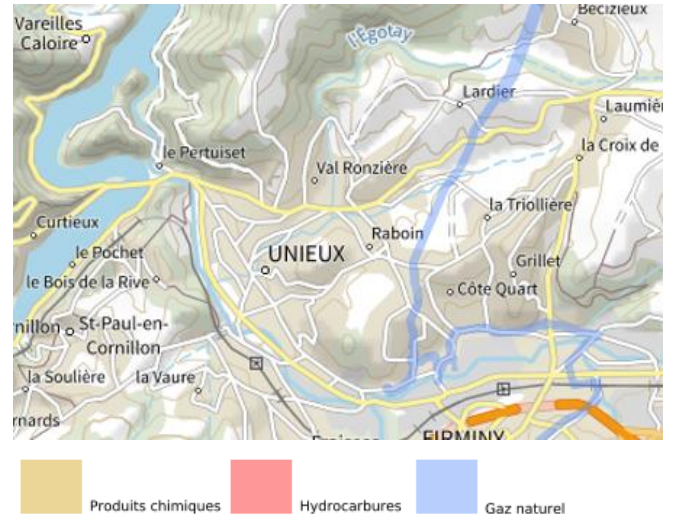 Becizieux
Vareilles
Caloire
l'Égotay
Lardier
Laumiè
la Croix de
le Pertuiset
Val Ronzière
la Triollière
Curtieux
Raboin
le Pochet
UNIEUX
Grillet
le Bois de la Rive
Côte Quart
rnillon
St-Paul-en-
Cornillon
la Soulière
la Vaure
rnards
FIRMINY
Produits chimiques
Hydrocarbures
Gaz naturel